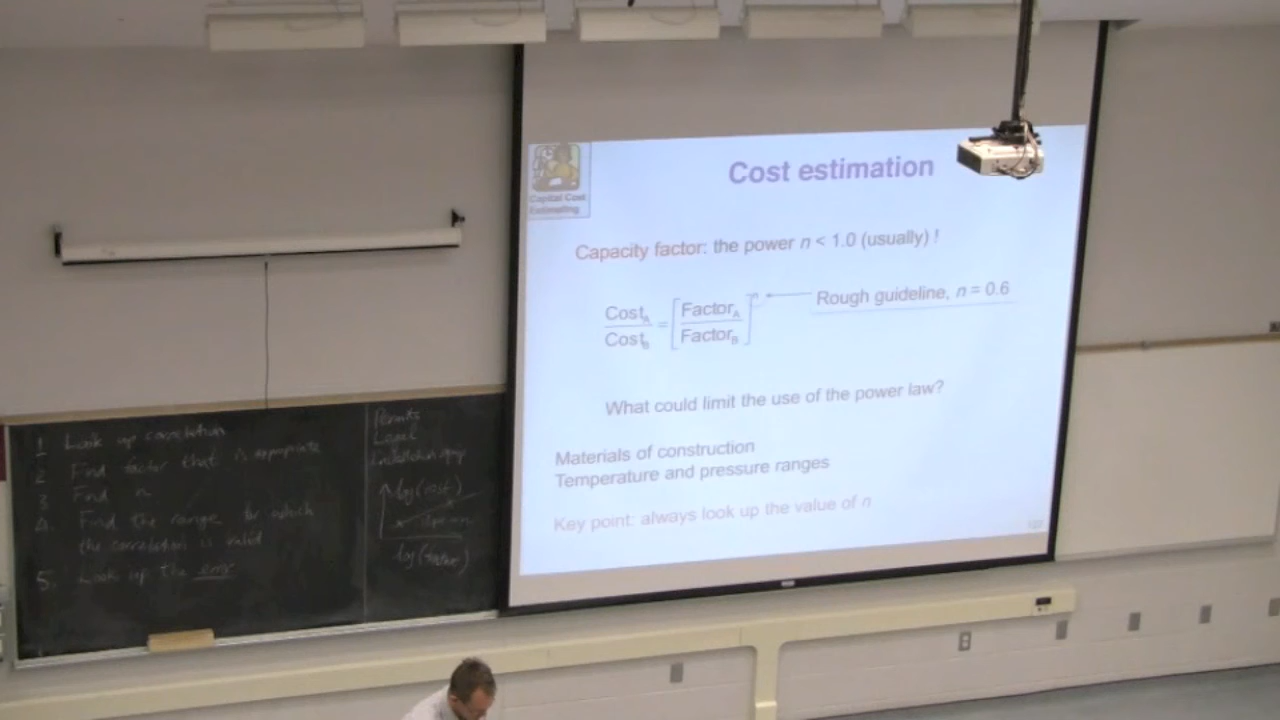 1 Look up correlation
2 Find factor that appropriate
3 Find n
4. Find the range for which
the correlation is valid
5. Look up the error
Permits
Legal
log(cost)
log(factor)
Capital Cost
Estimating
Cost estimation
Capacity factor: the power n < 1.0 (usually) !
Cost_A / Cost_B = [Factor_A / Factor_B]^n
Rough guideline, n = 0.6
What could limit the use of the power law?
Materials of construction
Temperature and pressure ranges
Key point: always look up the value of n